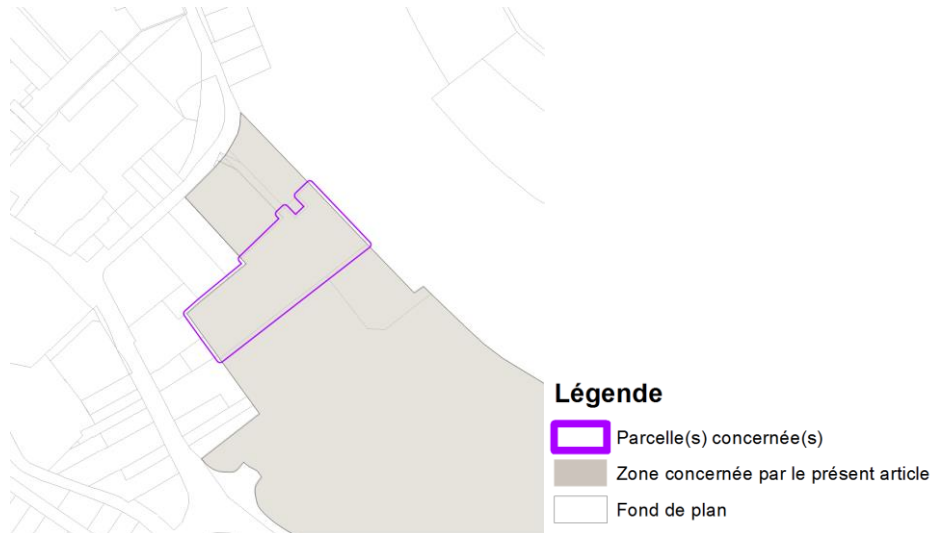 Légende
Parcelle(s) concernée(s)
Zone concernée par le présent article
Fond de plan